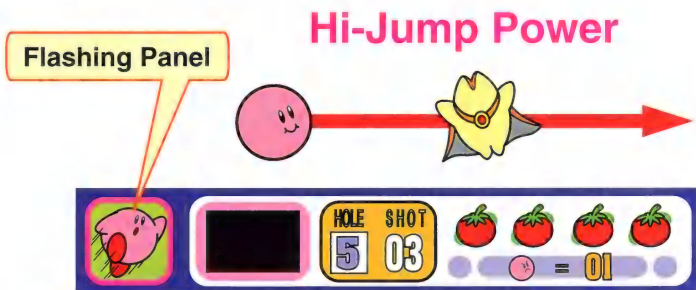 Hi-Jump Power
Flashing Panel
HOLE SHOT
5 03
= 01